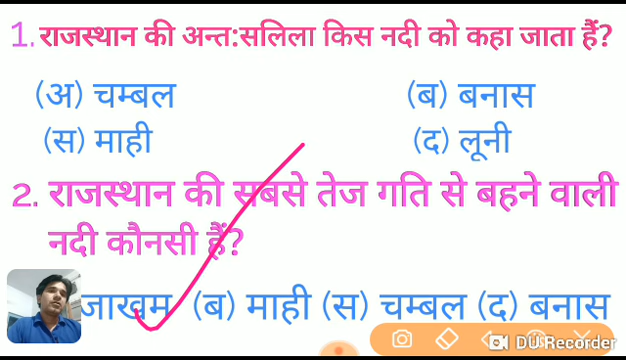 1. राजस्थान की अन्त:सलिला किस नदी को कहा जाता हैं?
(अ) चम्बल (ब) बनास
(स) माही (द) लूनी
2. राजस्थान की सबसे तेज गति से बहने वाली
नदी कौनसी हैं?
जाखम (ब) माही (स) चम्बल (द) बनास
DU Recorder